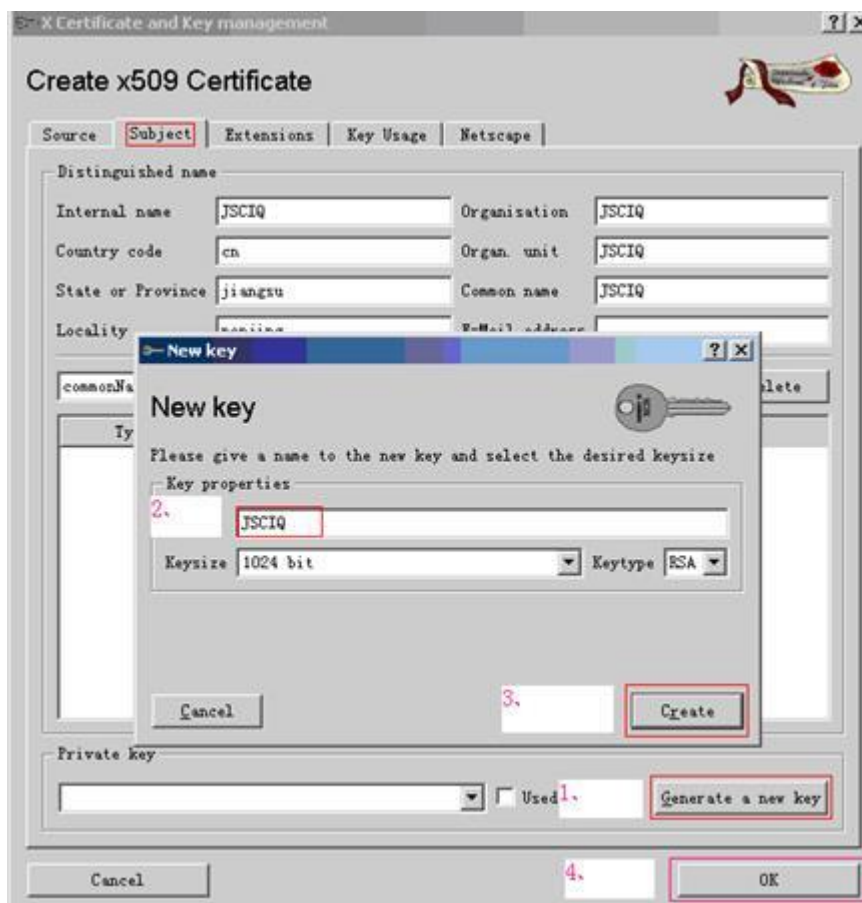 X Certificate and Key management
Create x509 Certificate
Source Subject Extensions Key Usage Netscape
Distinguished name
Internal name JSCIQ Organisation JSCIQ
Country code cn Organ. unit JSCIQ
State or Province jiangsu Common name JSCIQ
Locality
New key
New key
Please give a name to the new key and select the desired keysize
Key properties
2、 JSCIQ
Keysize 1024 bit Keytype RSA
Cancel 3、 Create
Private key
Used 1、 Generate a new key
Cancel 4、 OK